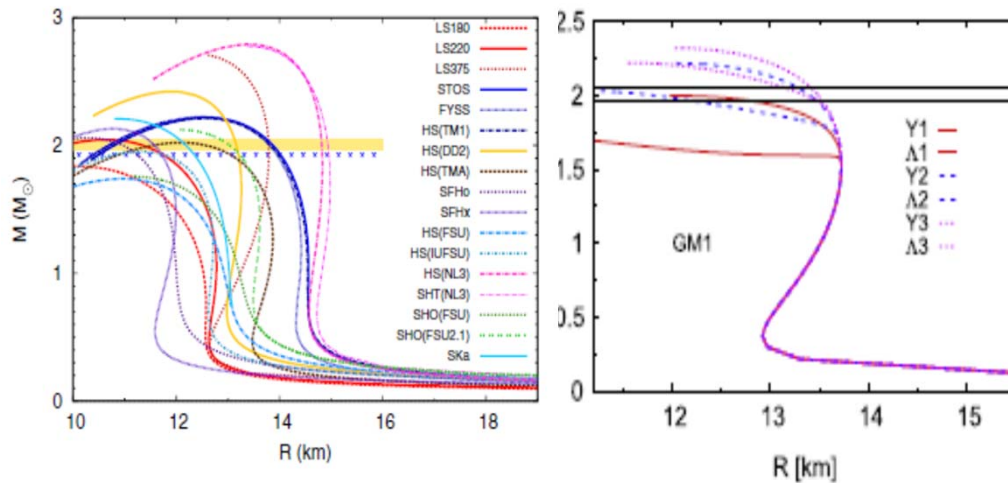 3
2
1
0
M (M⊙)
10
12
14
16
18
R (km)
LS180
LS220
LS375
STOS
FYSS
HS(TM1)
HS(DD2)
HS(TMA)
SFHo
SFHx
HS(FSU)
HS(IUFSU)
HS(NL3)
SHT(NL3)
SHO(FSU)
SHO(FSU2.1)
SKa
2.5
2
1.5
1
0.5
0
GM1
Y1
Λ1
Y2
Λ2
Y3
Λ3
12
13
14
15
R [km]